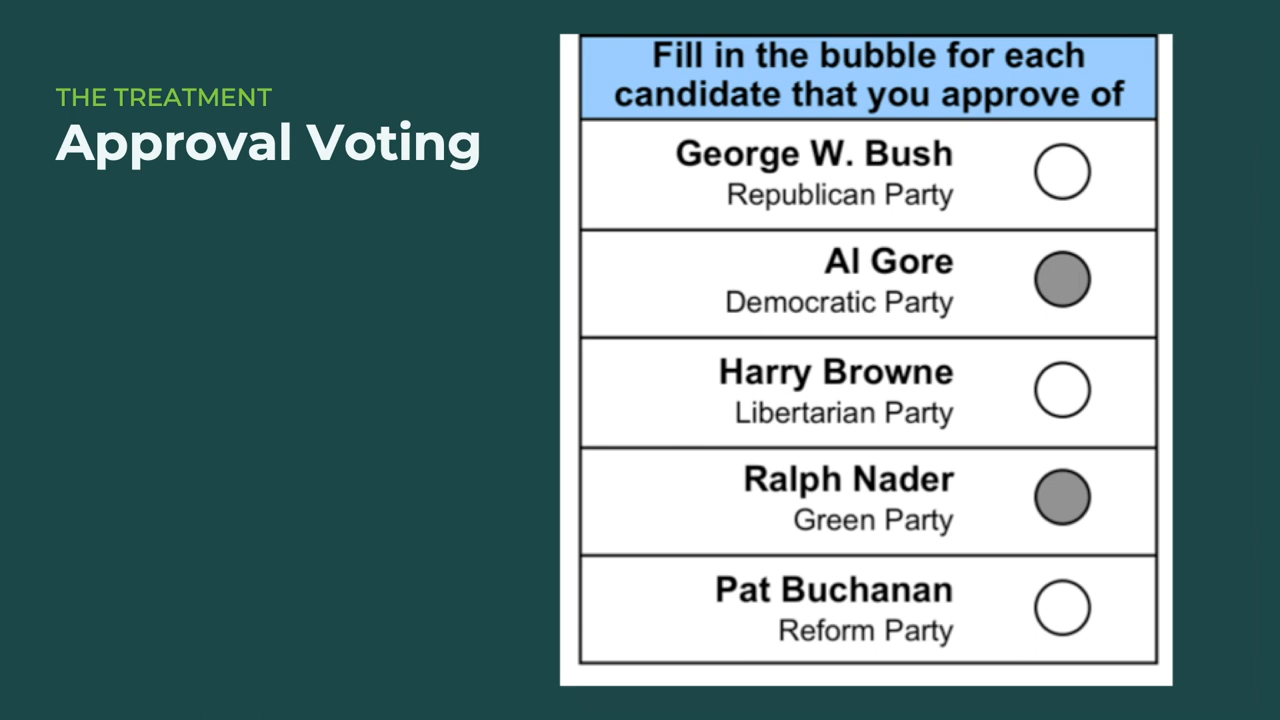 THE TREATMENT
Approval Voting
Fill in the bubble for each
candidate that you approve of
George W. Bush
Republican Party
Al Gore
Democratic Party
Harry Browne
Libertarian Party
Ralph Nader
Green Party
Pat Buchanan
Reform Party